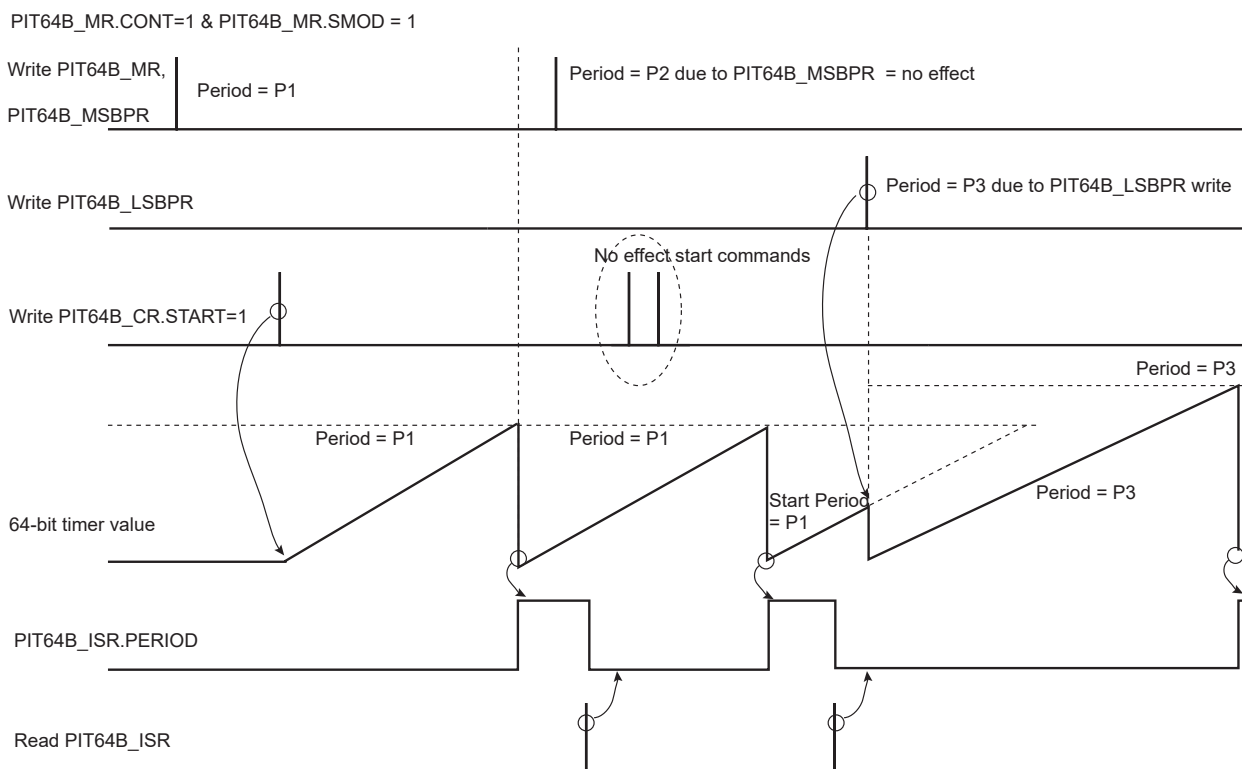 PIT64B_MR.CONT=1 & PIT64B_MR.SMOD = 1
Write PIT64B_MR,
PIT64B_MSBPR
Period = P1
Period = P2 due to PIT64B_MSBPR = no effect
Write PIT64B_LSBPR
Period = P3 due to PIT64B_LSBPR write
No effect start commands
Write PIT64B_CR.START=1
Period = P3
Period = P1
Period = P1
Start Period
= P1
Period = P3
64-bit timer value
PIT64B_ISR.PERIOD
Read PIT64B_ISR